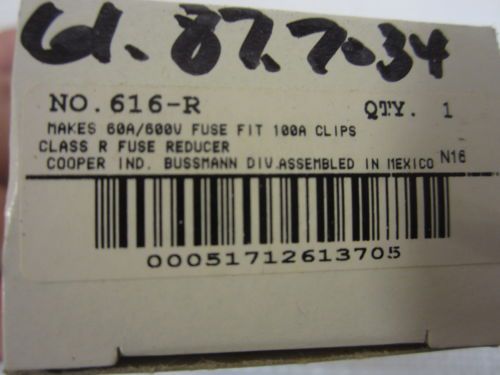 61.87.7034
NO.616-R QTY. 1
MAKES 60A/600V FUSE FIT 100A CLIPS
CLASS R FUSE REDUCER
COOPER IND. BUSSMANN DIV.ASSEMBLED IN MEXICO N16
00051712613705